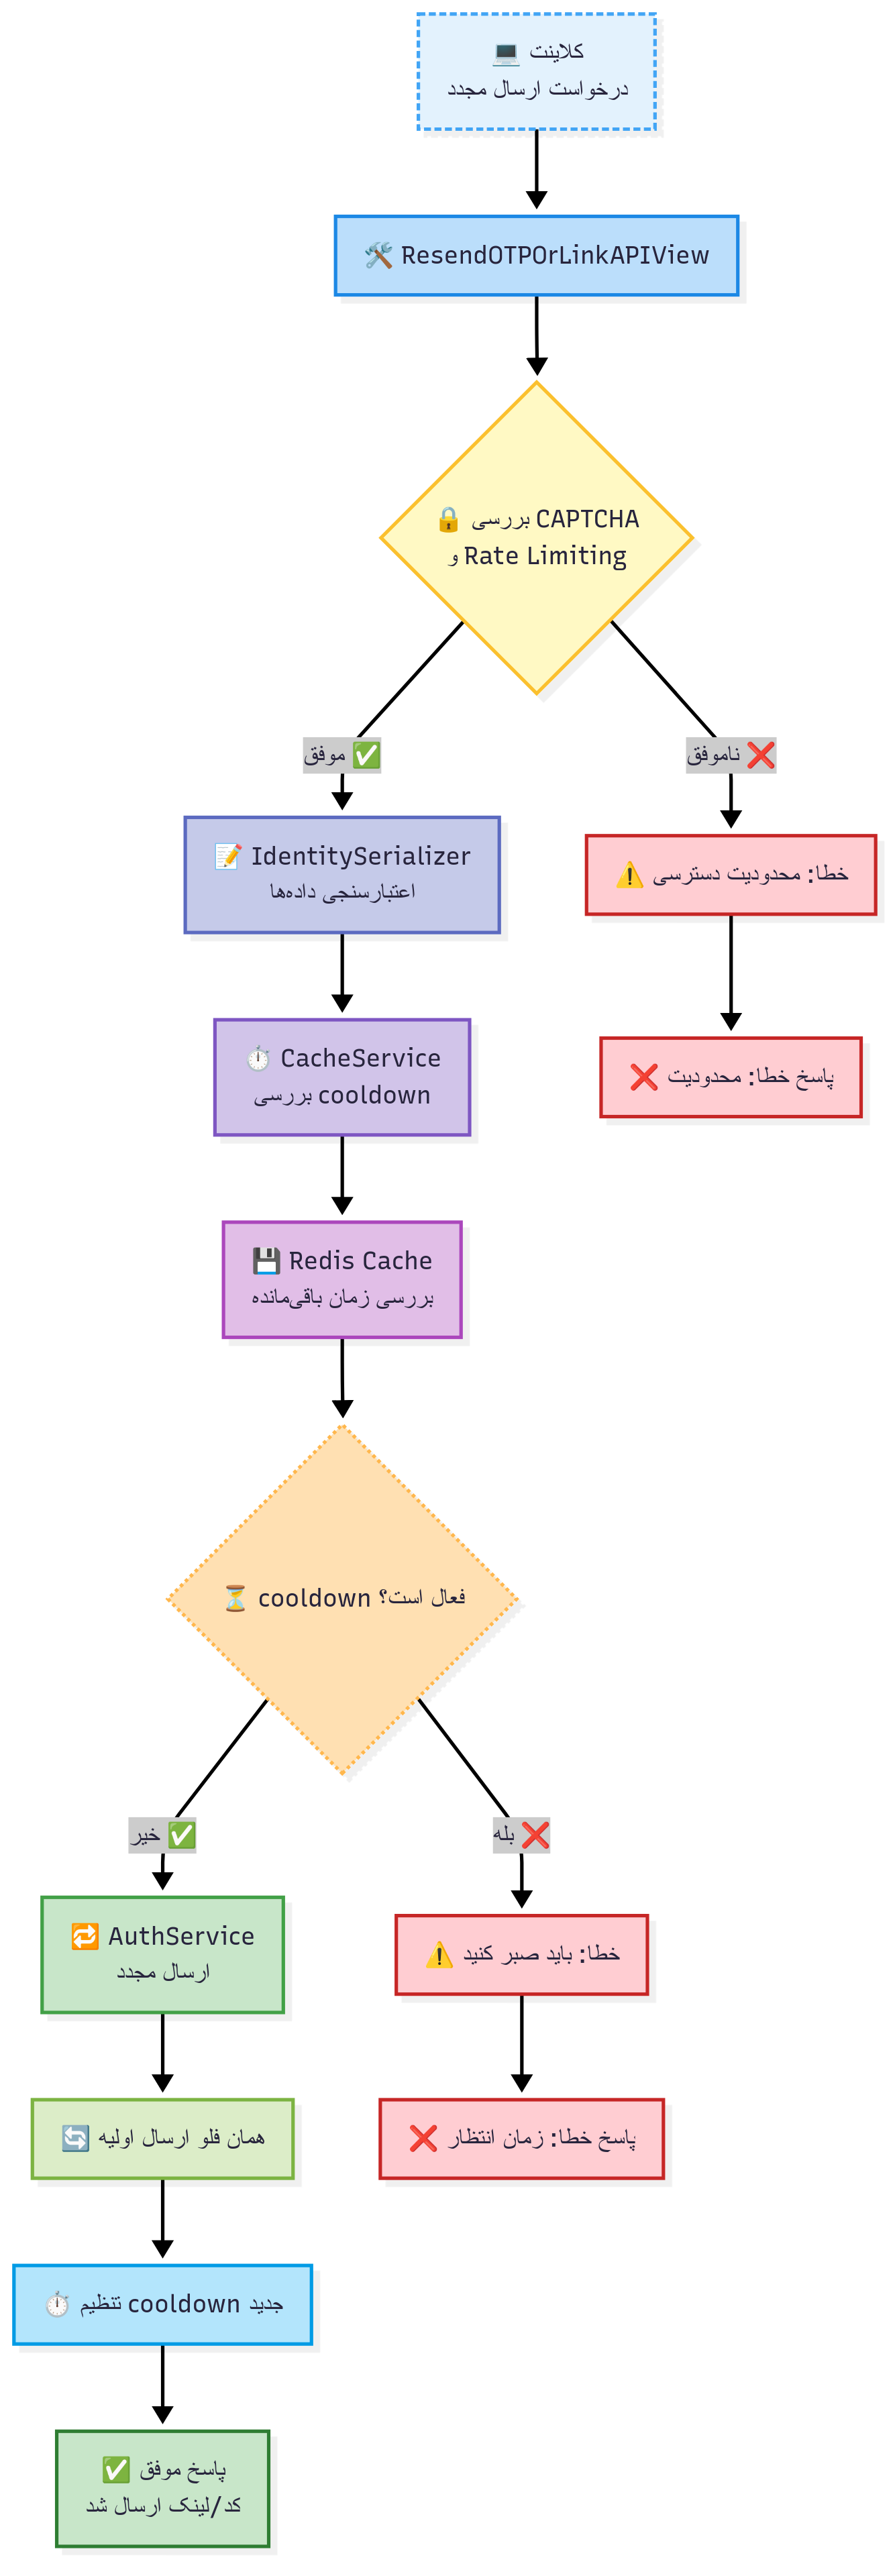 💻 کلاینت
درخواست ارسال مجدد
🛠️ ResendOTPOrLinkAPIView
🔒 بررسی CAPTCHA
و Rate Limiting
✅ موفق
❌ ناموفق
📝 IdentitySerializer
اعتبارسنجی داده‌ها
⚠️ خطا: محدودیت دسترسی
⏱️ CacheService
بررسی cooldown
❌ پاسخ خطا: محدودیت
💾 Redis Cache
بررسی زمان باقی‌مانده
⏳ cooldown فعال است؟
✅ خیر
❌ بله
🔁 AuthService
ارسال مجدد
⚠️ خطا: باید صبر کنید
🔄 همان فلو ارسال اولیه
❌ پاسخ خطا: زمان انتظار
⏱️ تنظیم cooldown جدید
✅ پاسخ موفق
کد/لینک ارسال شد